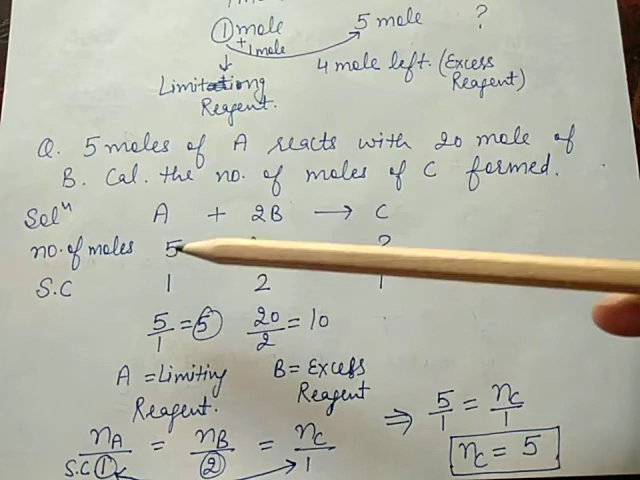 ① mole 5 mole ?
+1 mole
↓ 4 mole left. (Excess Reagent)
Limitationg
Reagent.
Q. 5 moles of A reacts with 20 mole of
B. Cal. the no. of moles of C formed.
Solⁿ A + 2B → C
no. of moles 5 ?
S.C 1 2 1
5/1 = 5 20/2 = 10
A = Limiting Reagent. B = Excess Reagent
n_A/1 = n_B/2 = n_C/1
S.C
⇒ 5/1 = n_C/1
n_C = 5